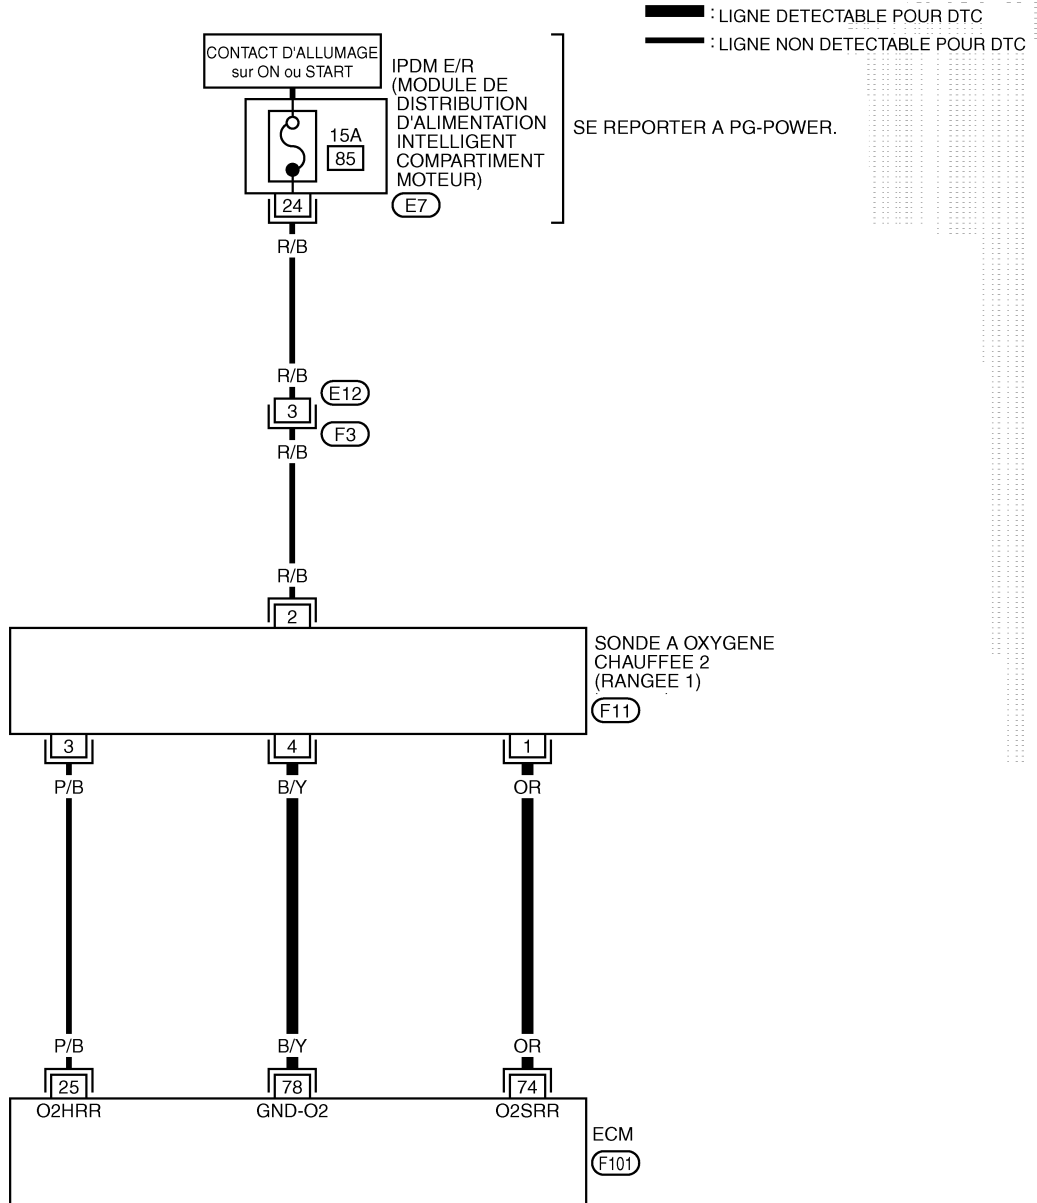 : LIGNE DETECTABLE POUR DTC
: LIGNE NON DETECTABLE POUR DTC
CONTACT D'ALLUMAGE
sur ON ou START
IPDM E/R
(MODULE DE
DISTRIBUTION
D'ALIMENTATION
INTELLIGENT
COMPARTIMENT
MOTEUR)
E7
SE REPORTER A PG-POWER.
15A
85
24
R/B
R/B
E12
3
F3
R/B
R/B
2
SONDE A OXYGENE
CHAUFFEE 2
(RANGEE 1)
F11
3
4
1
P/B
B/Y
OR
P/B
B/Y
OR
25
78
74
O2HRR
GND-O2
O2SRR
ECM
F101